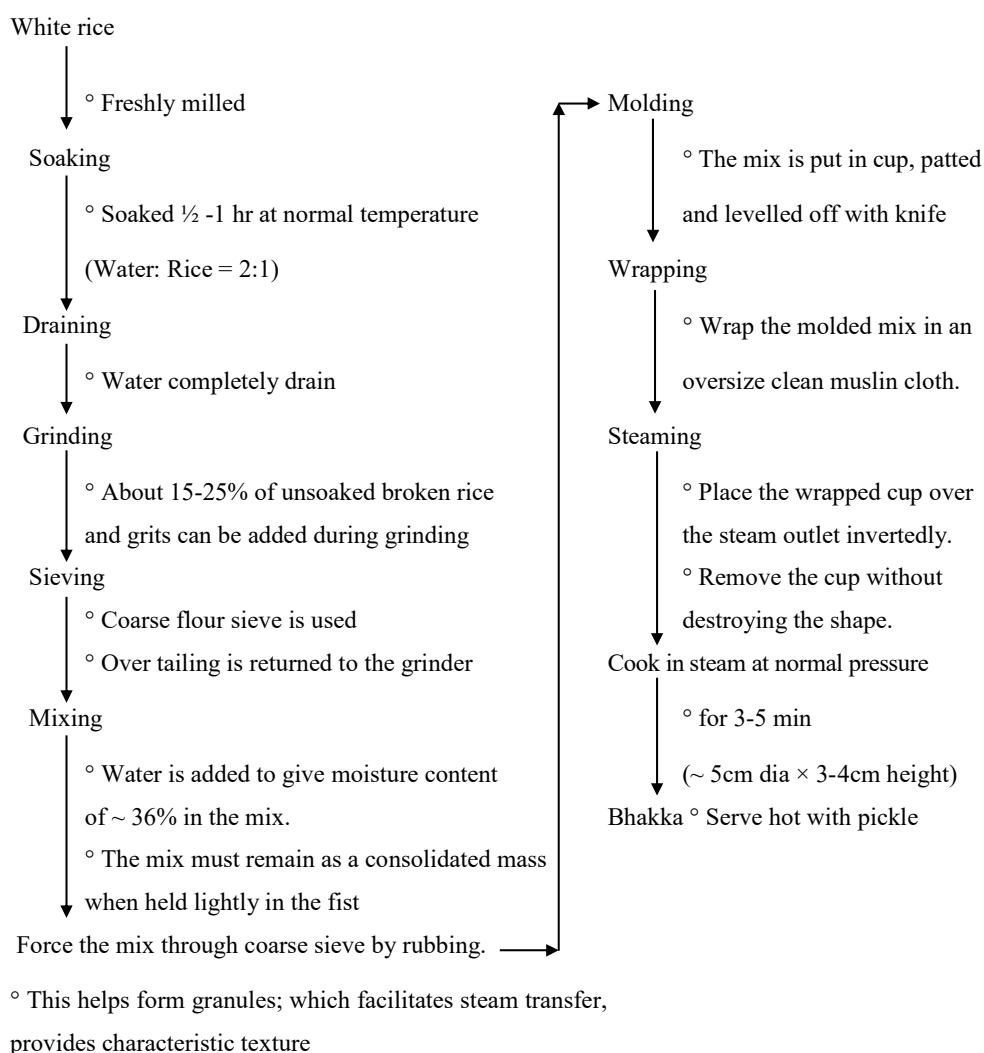 White rice
° Freshly milled
Soaking
° Soaked ½ -1 hr at normal temperature
(Water: Rice = 2:1)
Draining
° Water completely drain
Grinding
° About 15-25% of unsoaked broken rice
and grits can be added during grinding
Sieving
° Coarse flour sieve is used
° Over tailing is returned to the grinder
Mixing
° Water is added to give moisture content
of ~ 36% in the mix.
° The mix must remain as a consolidated mass
when held lightly in the fist
Force the mix through coarse sieve by rubbing.
° This helps form granules; which facilitates steam transfer,
provides characteristic texture
Molding
° The mix is put in cup, patted
and levelled off with knife
Wrapping
° Wrap the molded mix in an
oversize clean muslin cloth.
Steaming
° Place the wrapped cup over
the steam outlet invertedly.
° Remove the cup without
destroying the shape.
Cook in steam at normal pressure
° for 3-5 min
(~ 5cm dia × 3-4cm height)
Bhakka ° Serve hot with pickle